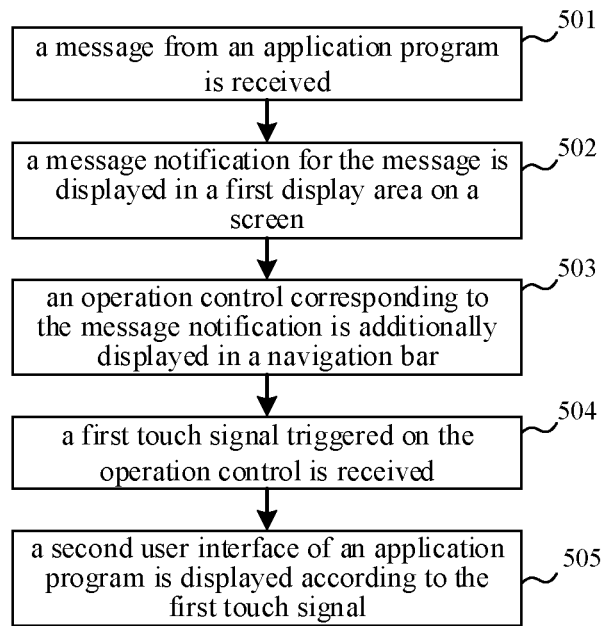 501
a message from an application program
is received
502
a message notification for the message is
displayed in a first display area on a
screen
503
an operation control corresponding to
the message notification is additionally
displayed in a navigation bar
504
a first touch signal triggered on the
operation control is received
505
a second user interface of an application
program is displayed according to the
first touch signal